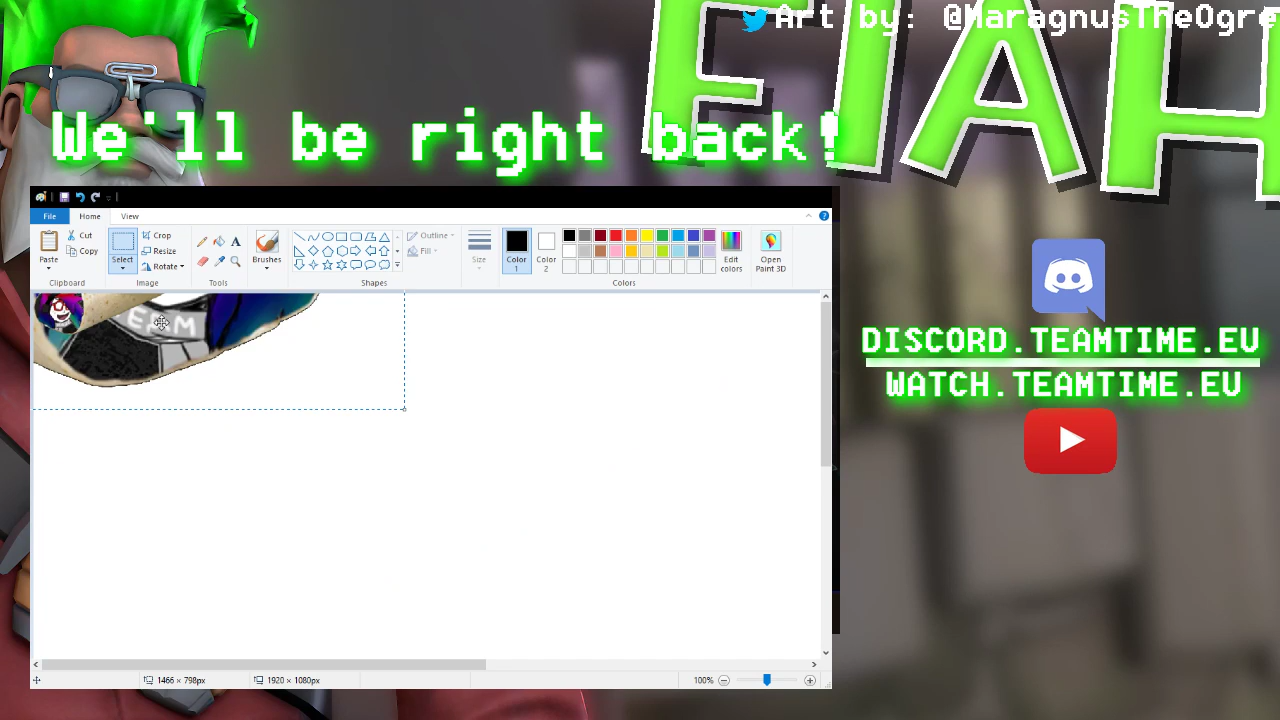 Art by: @MaragnusTheOgre
FIAH
We'll be right back!
File Home View
Paste
Cut
Copy
Clipboard
Select
Crop
Resize
Rotate
Image
A
Tools
Brushes
Outline
Fill
Shapes
Size
Color 1
Color 2
Edit colors
Open Paint 3D
Colors
DISCORD.TEAMTIME.EU
WATCH.TEAMTIME.EU
1466 × 798px
1920 × 1080px
100%